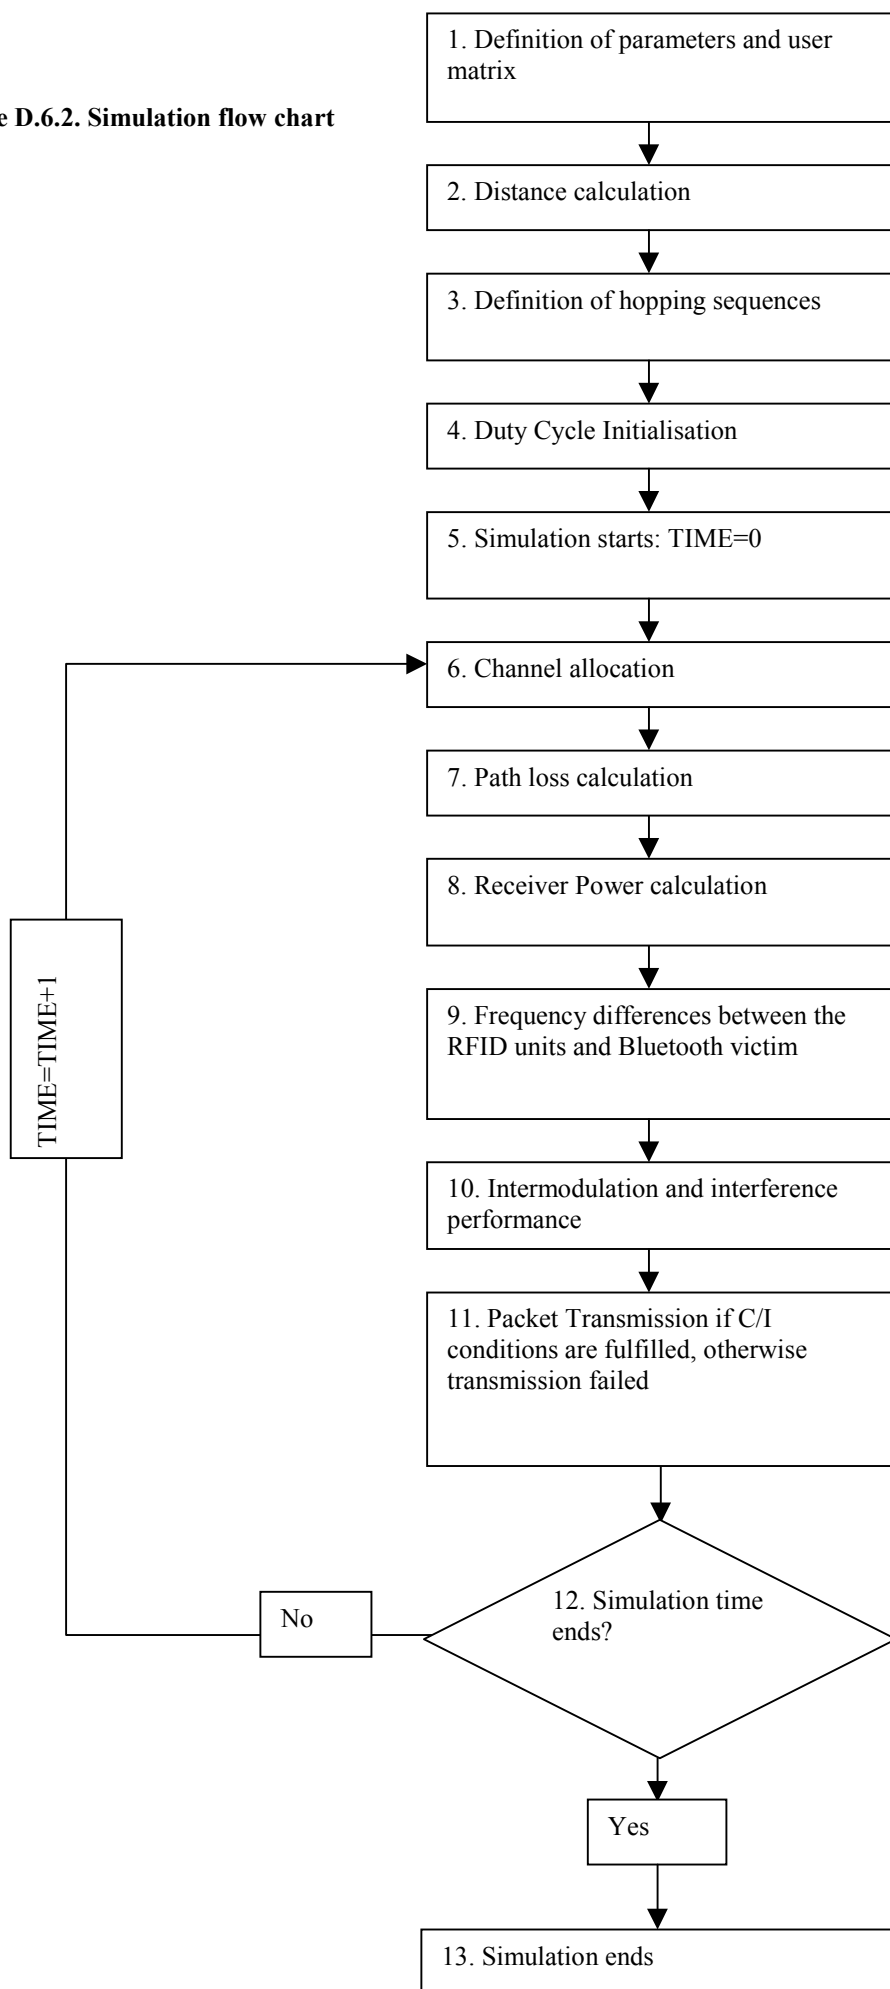 1. Definition of parameters and user
matrix
e D.6.2. Simulation flow chart
2. Distance calculation
3. Definition of hopping sequences
4. Duty Cycle Initialisation
5. Simulation starts: TIME=0
6. Channel allocation
7. Path loss calculation
8. Receiver Power calculation
TIME=TIME+1
9. Frequency differences between the
RFID units and Bluetooth victim
10. Intermodulation and interference
performance
11. Packet Transmission if C/I
conditions are fulfilled, otherwise
transmission failed
12. Simulation time
ends?
No
Yes
13. Simulation ends